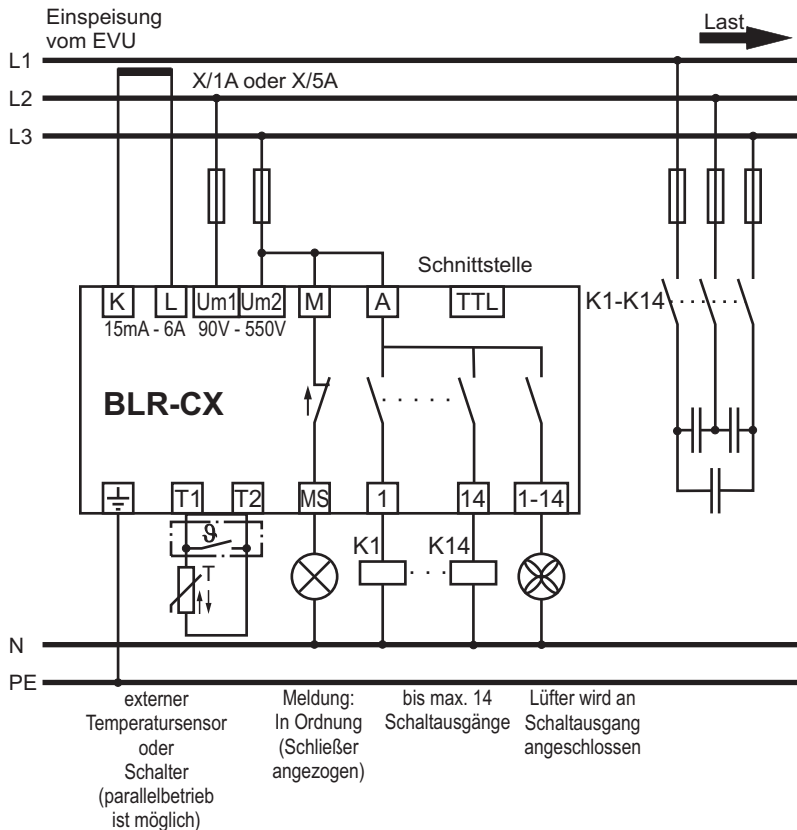 Einspeisung
vom EVU
Last
L1
X/1A oder X/5A
L2
L3
Schnittstelle
K L Um1 Um2 M A TTL
K1-K14
15mA - 6A 90V - 550V
BLR-CX
T1 T2 MS 1 14 1-14
ϑ
K1 K14
T
N
PE
externer
Temperatursensor
oder
Schalter
(parallelbetrieb
ist möglich)
Meldung:
In Ordnung
(Schließer
angezogen)
bis max. 14
Schaltausgänge
Lüfter wird an
Schaltausgang
angeschlossen